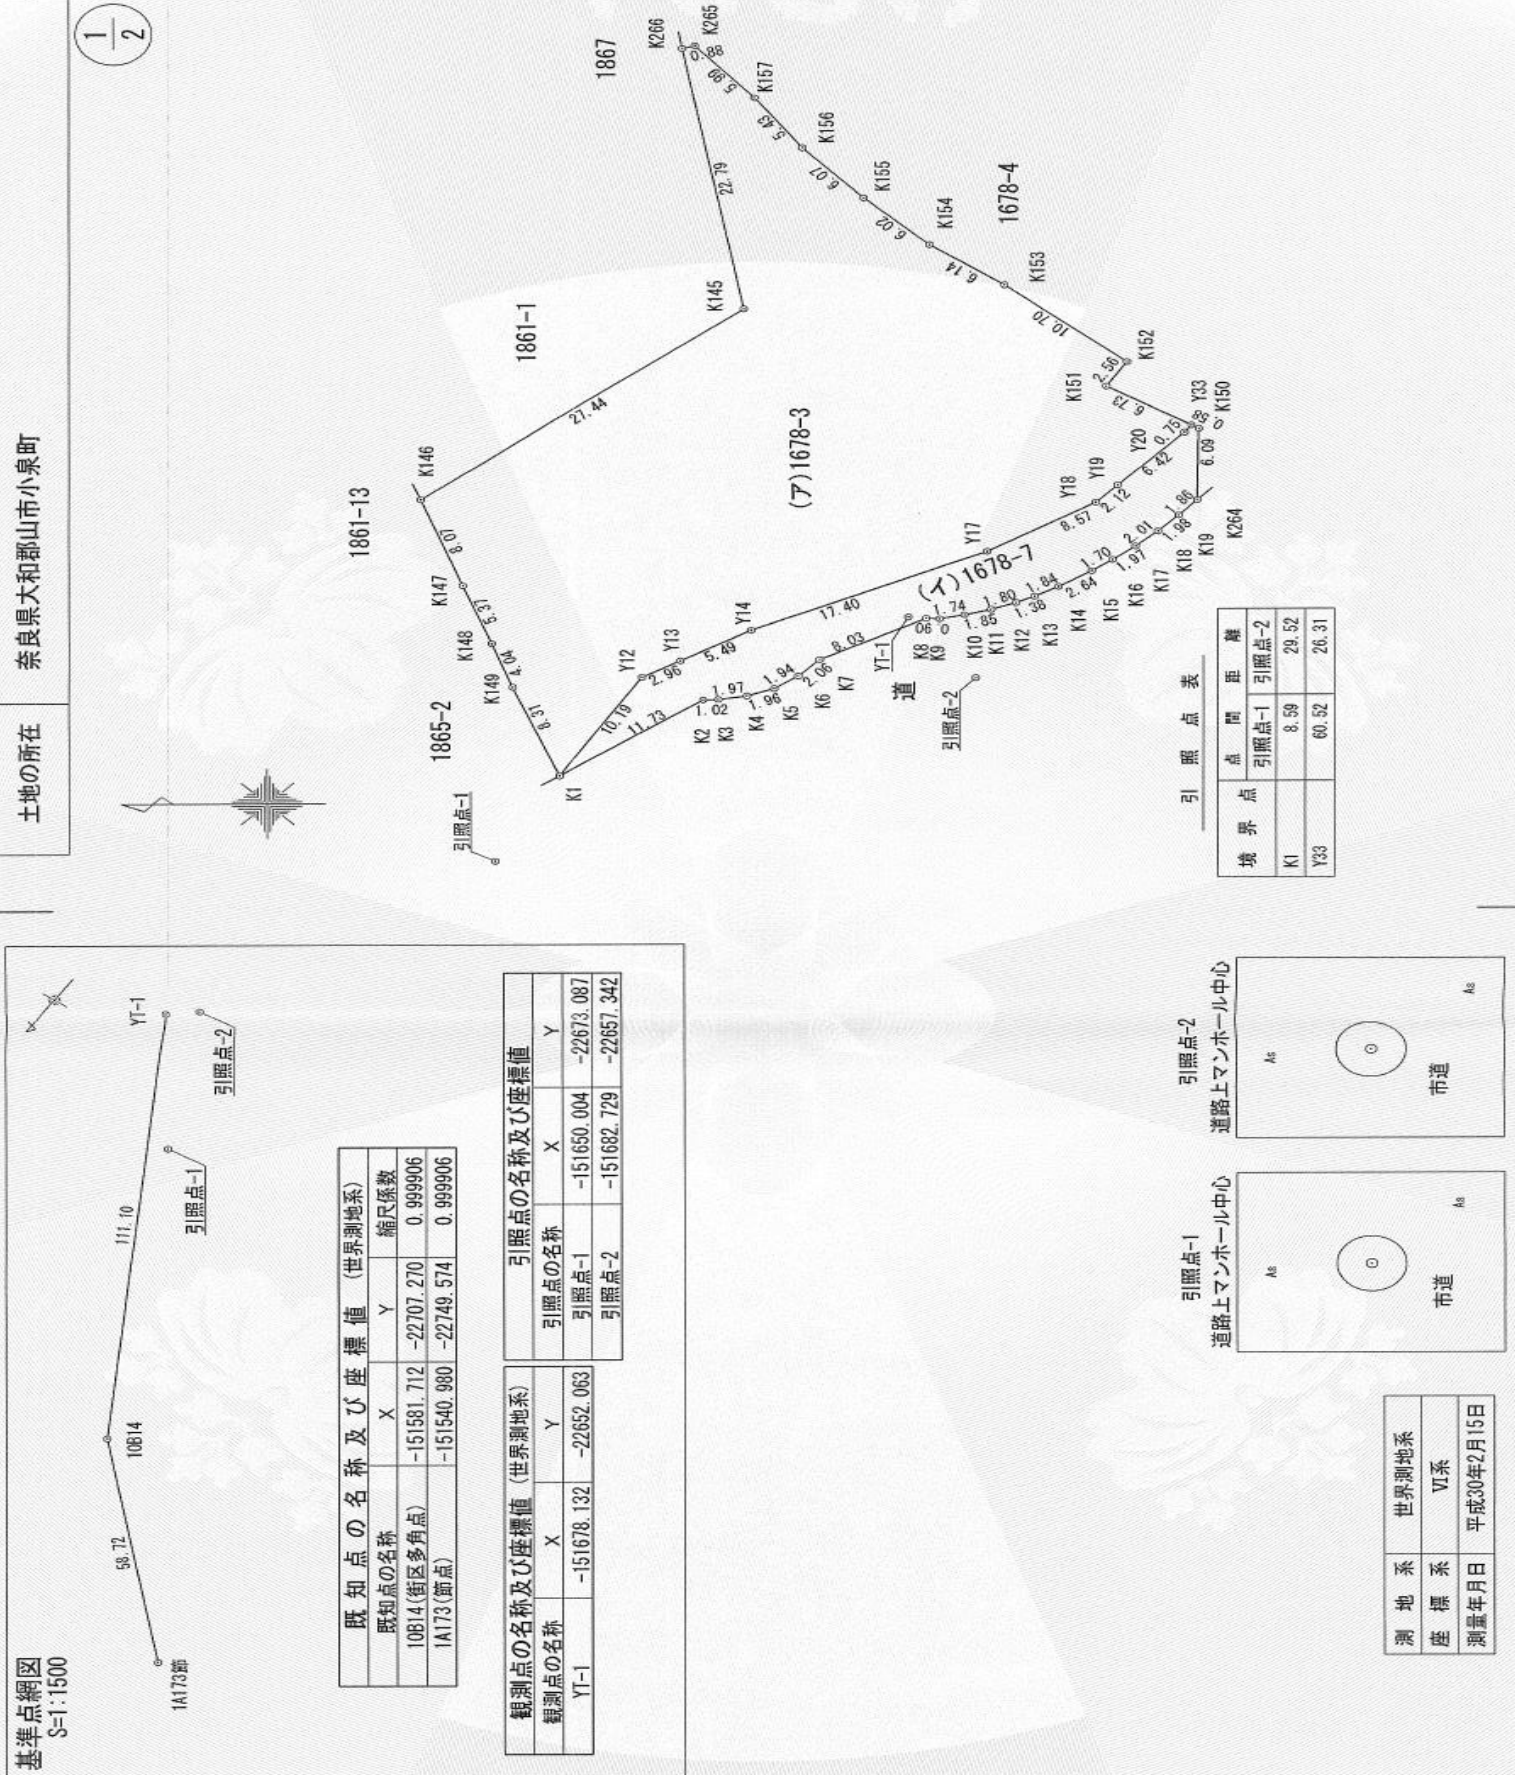 1/2
土地の所在 奈良県大和郡山市小泉町
基準点網図
S=1:1500
1A173節
58.72
10B14
111.10
YT-1
引照点-1
引照点-2
既知点の名称及び座標値 (世界測地系)
既知点の名称 X Y 縮尺係数
10B14(街区多角点) -151581.712 -22707.270 0.999906
1A173(節点) -151540.980 -22749.574 0.999906
観測点の名称及び座標値 (世界測地系)
観測点の名称 X Y
YT-1 -151678.132 -22652.063
引照点の名称及び座標値
引照点の名称 X Y
引照点-1 -151650.004 -22673.087
引照点-2 -151682.729 -22657.342
測地系 世界測地系
座標系 VI系
測量年月日 平成30年2月15日
引照点-1
道路上マンホール中心
As
As
市道
引照点-2
道路上マンホール中心
As
As
市道
引照点-1
1865-2
1861-13
1861-1
1867
K1
8.31
K149
4.04
K148
5.37
K147
8.07
K146
27.44
K145
22.79
K266
K265
0.88
5.99
K157
5.43
K156
6.07
K155
6.02
K154
6.14
K153
10.70
K152
2.56
K151
6.73
Y33
K150
0.75
6.09
1678-4
(ア)1678-3
(イ)1678-7
10.19
Y12
2.96
Y13
5.49
Y14
17.40
Y17
8.57
Y18
2.12
Y19
6.42
Y20
11.73
K2
1.02
K3
1.97
K4
1.96
K5
1.94
K6
2.06
K7
8.03
YT-1
K8
K9
1.74
K10
1.85
K11
1.80
K12
1.38
K13
1.84
K14
2.64
K15
1.70
K16
1.97
K17
2.01
K18
1.98
K19
1.86
K264
道
引照点-2
引照点表
境界点 点間距離
引照点-1 引照点-2
K1 8.59 29.52
Y33 60.52 26.31